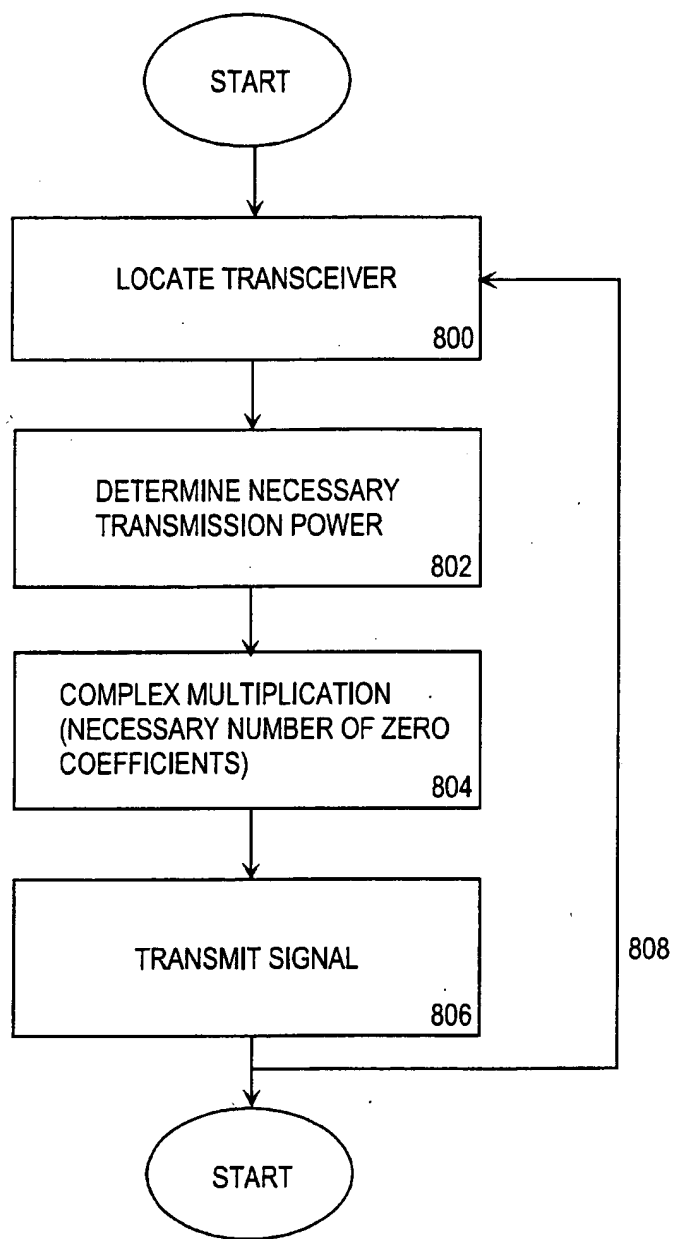 START
LOCATE TRANSCEIVER
800
DETERMINE NECESSARY
TRANSMISSION POWER
802
COMPLEX MULTIPLICATION
(NECESSARY NUMBER OF ZERO
COEFFICIENTS)
804
TRANSMIT SIGNAL
806
808
START